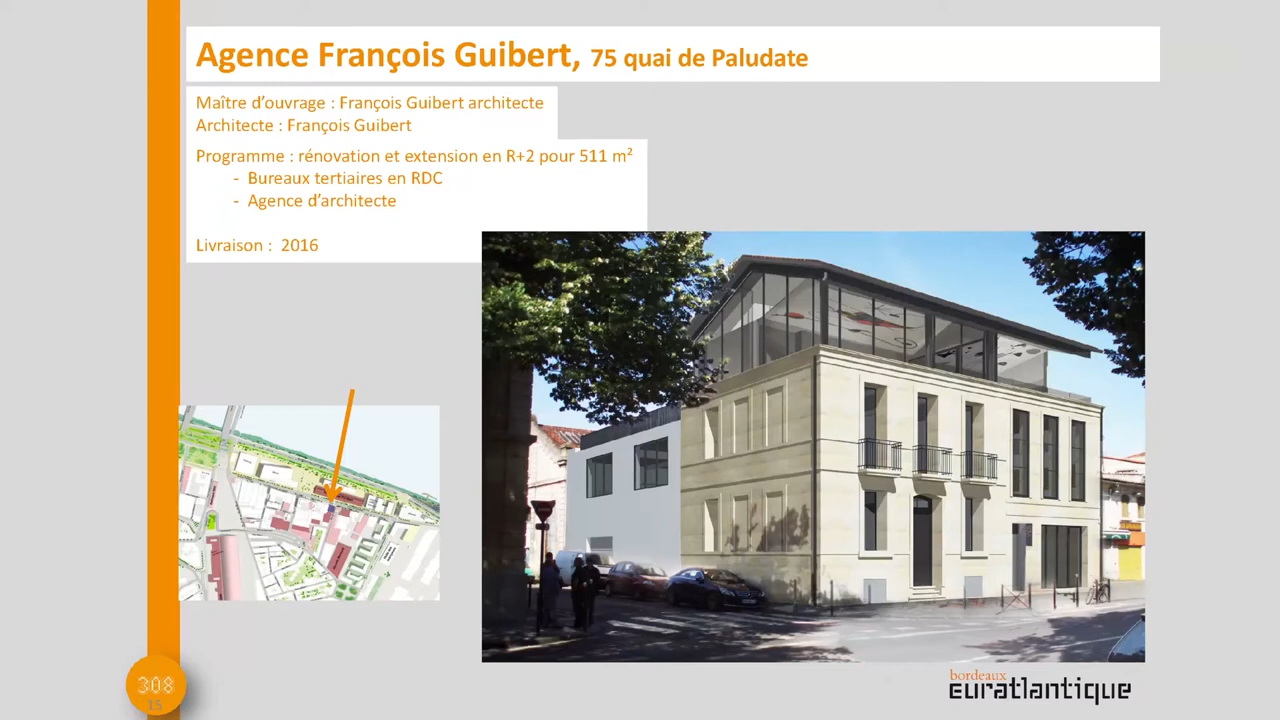 Agence François Guibert, 75 quai de Paludate
Maître d’ouvrage : François Guibert architecte
Architecte : François Guibert
Programme : rénovation et extension en R+2 pour 511 m²
- Bureaux tertiaires en RDC
- Agence d’architecte
Livraison : 2016
308
15
bordeaux
euratlantique